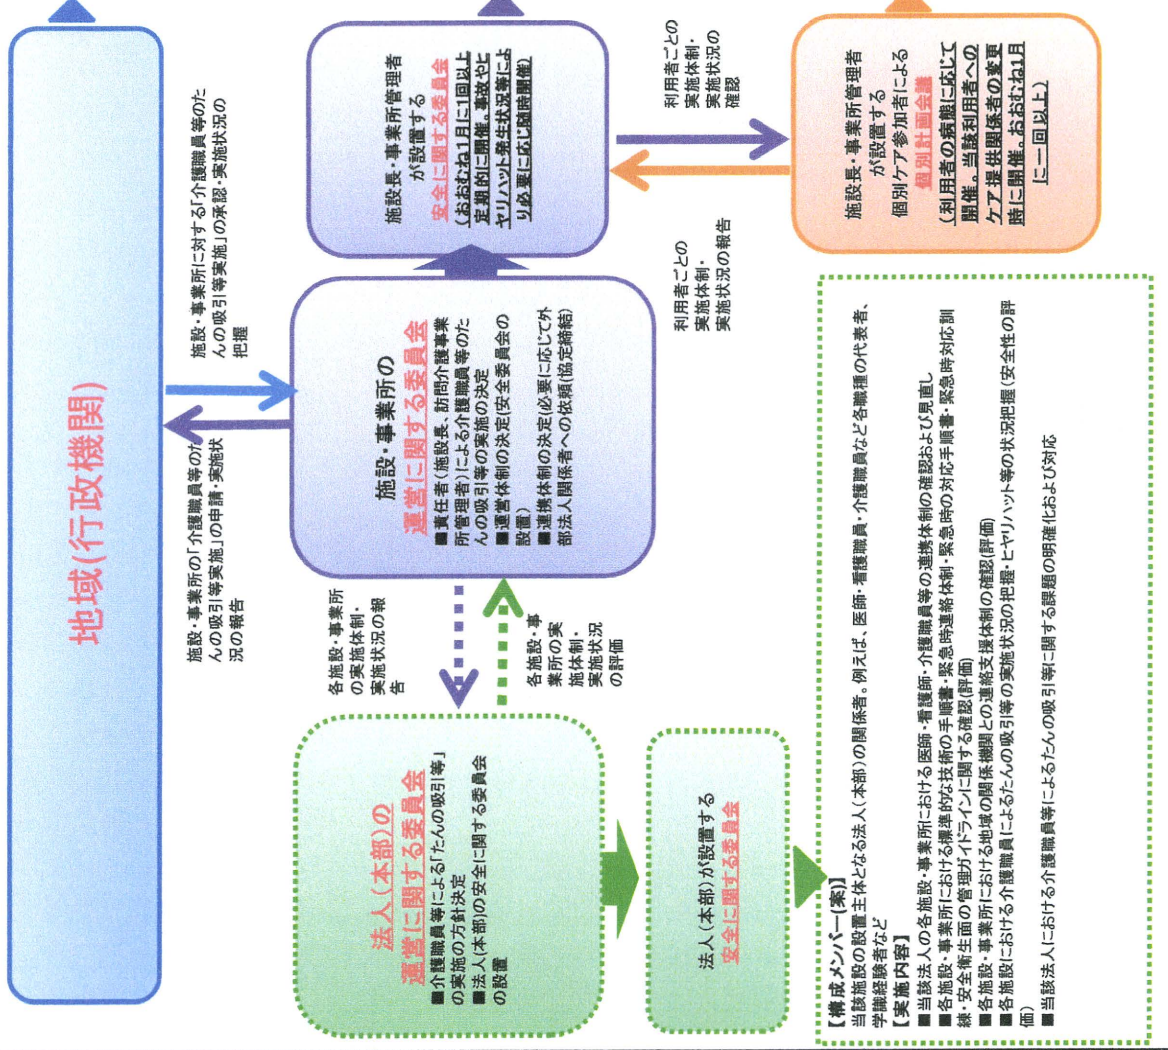 地域(行政機関)
施設・事業所の「介護職員等のた
んの吸引等実施」の申請・実施状
況の報告
施設・事業所に対する「介護職員等のた
んの吸引等実施」の承認・実施状況の
把握
法人(本部)の
運営に関する委員会
■介護職員等による「たんの吸引等」
の実施の方針決定
■法人(本部)の安全に関する委員会
の設置
各施設・事業所
の実施体制・
実施状況の報
告
各施設・事
業所の実
施体制・
実施状況
の評価
施設・事業所の
運営に関する委員会
■責任者(施設長、訪問介護事業
所管理者)による介護職員等のた
んの吸引等の実施の決定
■運営体制の決定(安全委員会の
設置)
■連携体制の決定(必要に応じて外
部法人関係者への依頼(協定締結)
施設長・事業所管理者
が設置する
安全に関する委員会
(おおむね1月に1回以上
定期的に開催。事故やヒ
ヤリハット発生状況等によ
り必要に応じ随時開催)
法人(本部)が設置する
安全に関する委員会
利用者ごとの
実施体制・
実施状況の報告
利用者ごとの
実施体制・
実施状況の
確認
施設長・事業所管理者
が設置する
個別ケア参加者による
個別計画会議
(利用者の病態に応じて
開催。当該利用者への
ケア提供関係者の変更
時に開催。おおむね1月
に一回以上)
【構成メンバー(案)】
当該施設の設置主体となる法人(本部)の関係者。例えば、医師・看護職員・介護職員など各職種の代表者、
学識経験者など
【実施内容】
■当該法人の各施設・事業所における医師・看護師・介護職員等の連携体制の確認および見直し
■各施設・事業所における標準的な技術の手順書・緊急時連絡体制・緊急時の対応手順書・緊急時対応訓
練・安全衛生面の管理ガイドラインに関する確認(評価)
■各施設・事業所における地域の関係機関との連絡支援体制の確認(評価)
■各施設における介護職員によるたんの吸引等の実施状況の把握・ヒヤリハット等の状況把握(安全性の評
価)
■当該法人における介護職員等によるたんの吸引等に関する課題の明確化および対応